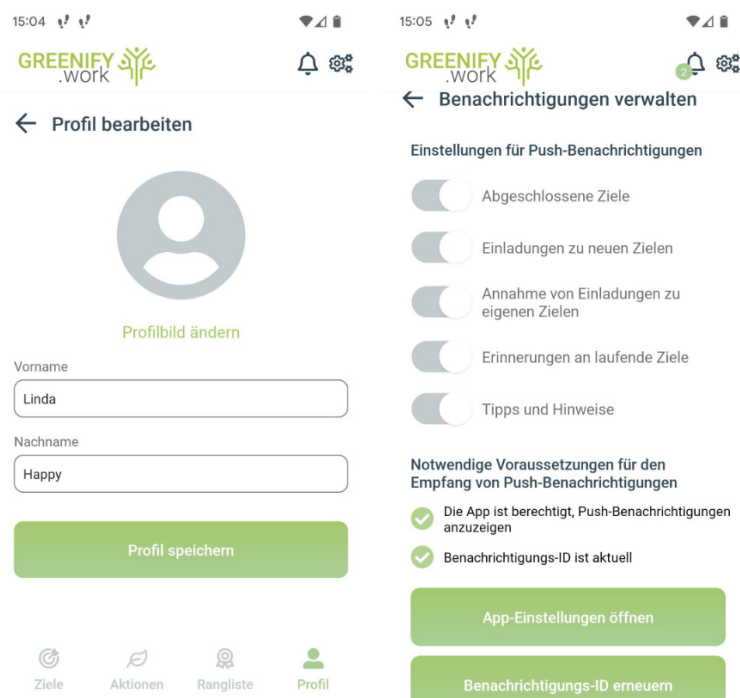 15:04
GREENIFY
.work
Profil bearbeiten
Profilbild ändern
Vorname
Linda
Nachname
Happy
Profil speichern
Ziele
Aktionen
Rangliste
Profil
15:05
GREENIFY
.work
2
Benachrichtigungen verwalten
Einstellungen für Push-Benachrichtigungen
Abgeschlossene Ziele
Einladungen zu neuen Zielen
Annahme von Einladungen zu
eigenen Zielen
Erinnerungen an laufende Ziele
Tipps und Hinweise
Notwendige Voraussetzungen für den
Empfang von Push-Benachrichtigungen
Die App ist berechtigt, Push-Benachrichtigungen
anzuzeigen
Benachrichtigungs-ID ist aktuell
App-Einstellungen öffnen
Benachrichtigungs-ID erneuern